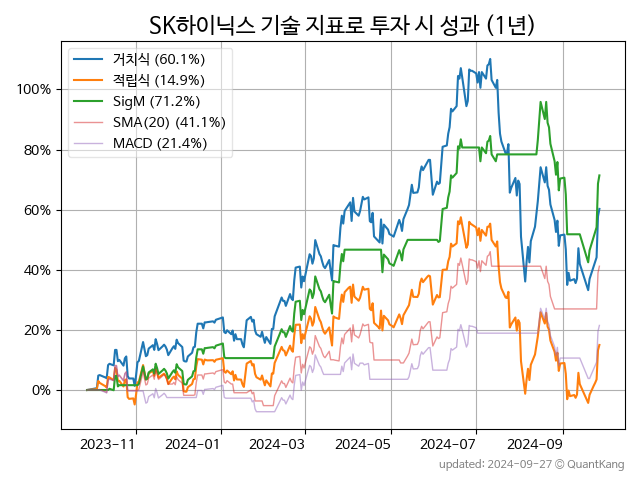 SK하이닉스 기술 지표로 투자 시 성과 (1년)
거치식 (60.1%)
적립식 (14.9%)
SigM (71.2%)
SMA(20) (41.1%)
MACD (21.4%)
100%
80%
60%
40%
20%
0%
2023-11 2024-01 2024-03 2024-05 2024-07 2024-09
updated: 2024-09-27 © QuantKang